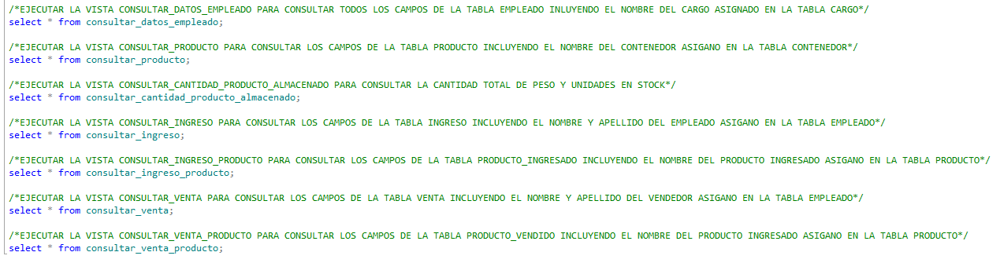 /*EJECUTAR LA VISTA CONSULTAR_DATOS_EMPLEADO PARA CONSULTAR TODOS LOS CAMPOS DE LA TABLA EMPLEADO INLUYENDO EL NOMBRE DEL CARGO ASIGNADO EN LA TABLA CARGO*/
select * from consultar_datos_empleado;
/*EJECUTAR LA VISTA CONSULTAR_PRODUCTO PARA CONSULTAR LOS CAMPOS DE LA TABLA PRODUCTO INCLUYENDO EL NOMBRE DEL CONTENEDOR ASIGANO EN LA TABLA CONTENEDOR*/
select * from consultar_producto;
/*EJECUTAR LA VISTA CONSULTAR_CANTIDAD_PRODUCTO_ALMACENADO PARA CONSULTAR LA CANTIDAD TOTAL DE PESO Y UNIDADES EN STOCK*/
select * from consultar_cantidad_producto_almacenado;
/*EJECUTAR LA VISTA CONSULTAR_INGRESO PARA CONSULTAR LOS CAMPOS DE LA TABLA INGRESO INCLUYENDO EL NOMBRE Y APELLIDO DEL EMPLEADO ASIGANO EN LA TABLA EMPLEADO*/
select * from consultar_ingreso;
/*EJECUTAR LA VISTA CONSULTAR_INGRESO_PRODUCTO PARA CONSULTAR LOS CAMPOS DE LA TABLA PRODUCTO_INGRESADO INCLUYENDO EL NOMBRE DEL PRODUCTO INGRESADO ASIGANO EN LA TABLA PRODUCTO*/
select * from consultar_ingreso_producto;
/*EJECUTAR LA VISTA CONSULTAR_VENTA PARA CONSULTAR LOS CAMPOS DE LA TABLA VENTA INCLUYENDO EL NOMBRE Y APELLIDO DEL VENDEDOR ASIGANO EN LA TABLA EMPLEADO*/
select * from consultar_venta;
/*EJECUTAR LA VISTA CONSULTAR_VENTA_PRODUCTO PARA CONSULTAR LOS CAMPOS DE LA TABLA PRODUCTO_VENDIDO INCLUYENDO EL NOMBRE DEL PRODUCTO INGRESADO ASIGANO EN LA TABLA PRODUCTO*/
select * from consultar_venta_producto;